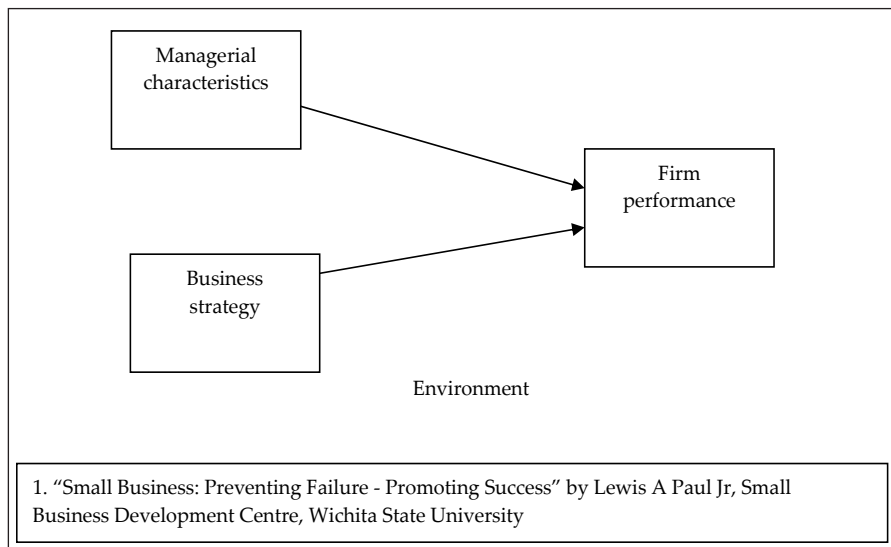 Managerial
characteristics
Firm
performance
Business
strategy
Environment
1. “Small Business: Preventing Failure - Promoting Success” by Lewis A Paul Jr, Small
Business Development Centre, Wichita State University